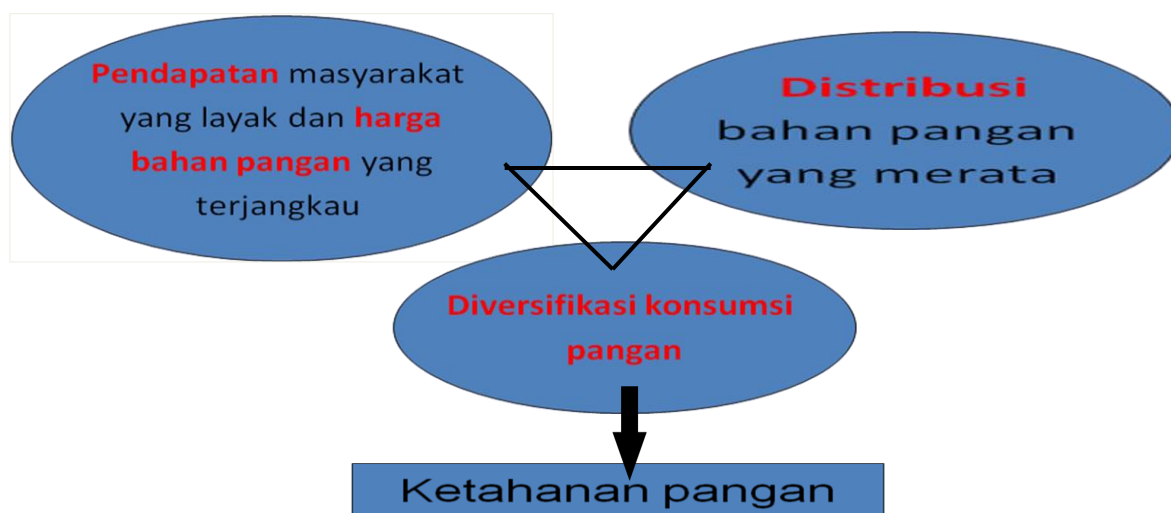 Pendapatan masyarakat
yang layak dan harga
bahan pangan yang
terjangkau
Distribusi
bahan pangan
yang merata
Diversifikasi konsumsi
pangan
Ketahanan pangan